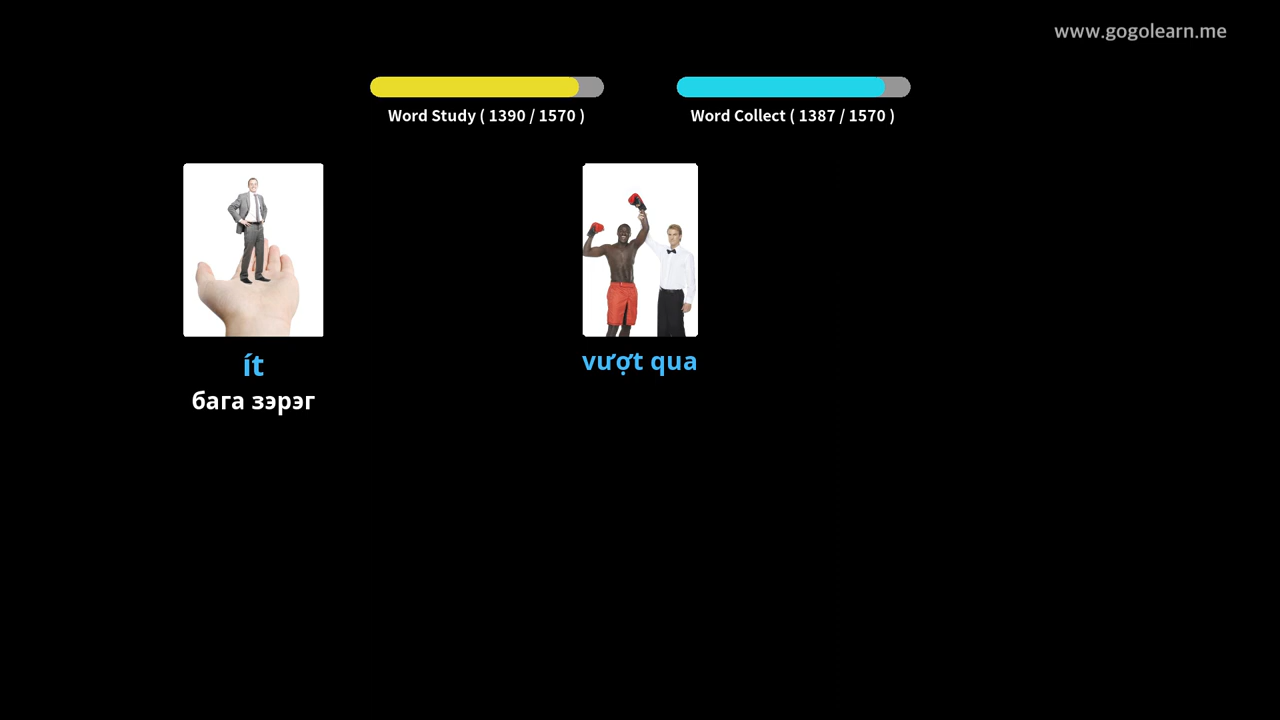 www.gogolearn.me
Word Study ( 1390 / 1570 )
Word Collect ( 1387 / 1570 )
ít
бага зэрэг
vượt qua